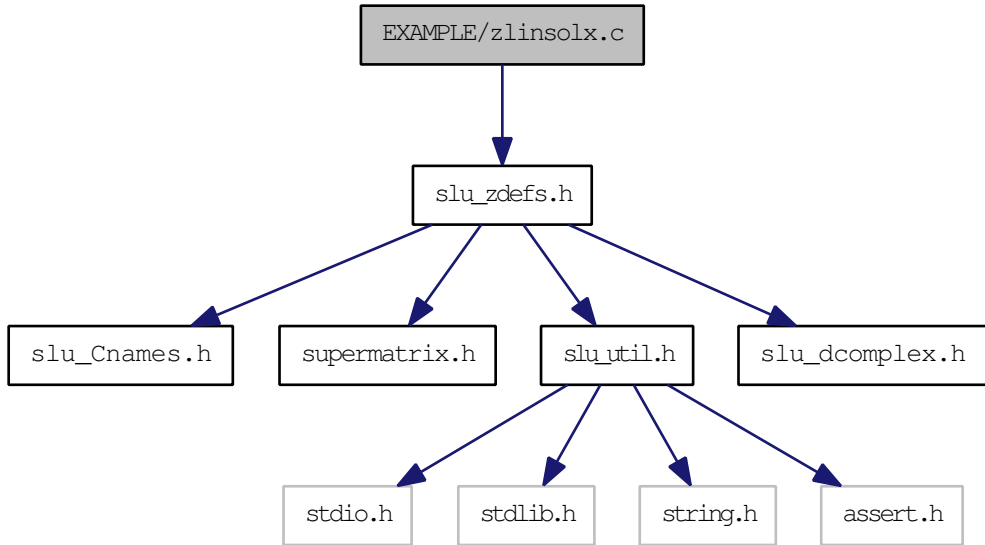 EXAMPLE/zlinsolx.c
slu_zdefs.h
slu_Cnames.h
supermatrix.h
slu_util.h
slu_dcomplex.h
stdio.h
stdlib.h
string.h
assert.h